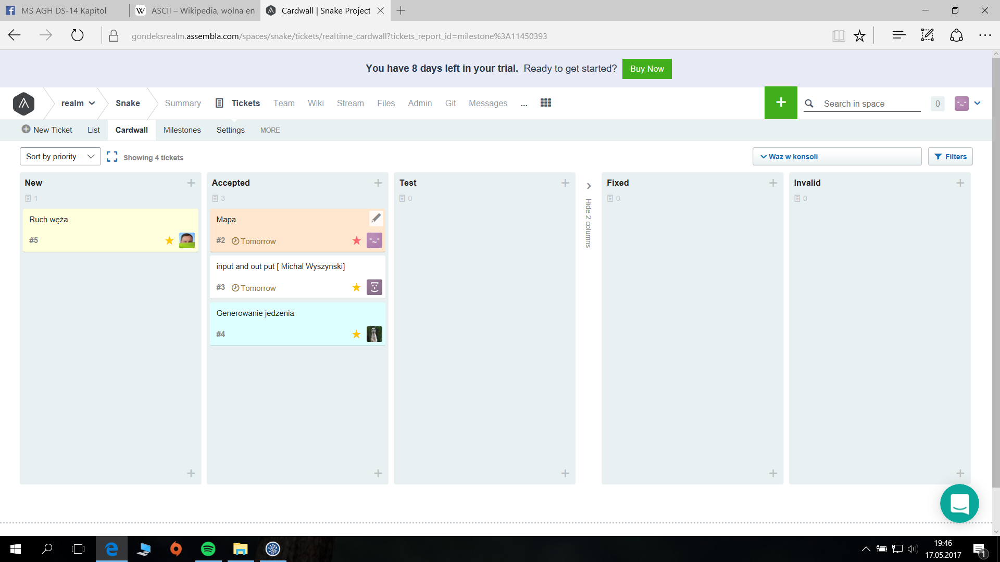 MS AGH DS-14 Kapitol
ASCII – Wikipedia, wolna en
Cardwall | Snake Project
gondeksrealm.assembla.com/spaces/snake/tickets/realtime_cardwall?tickets_report_id=milestone%3A11450393
You have 8 days left in your trial. Ready to get started? Buy Now
realm Snake Summary Tickets Team Wiki Stream Files Admin Git Messages ... Search in space 0
New Ticket List Cardwall Milestones Settings MORE
Sort by priority Showing 4 tickets Waz w konsoli Filters
New
1
Ruch węża
#5
Accepted
3
Mapa
#2 Tomorrow
input and out put [ Michal Wyszynski]
#3 Tomorrow
Generowanie jedzenia
#4
Test
0
Hide 2 columns
Fixed
0
Invalid
0
19:46
17.05.2017
1